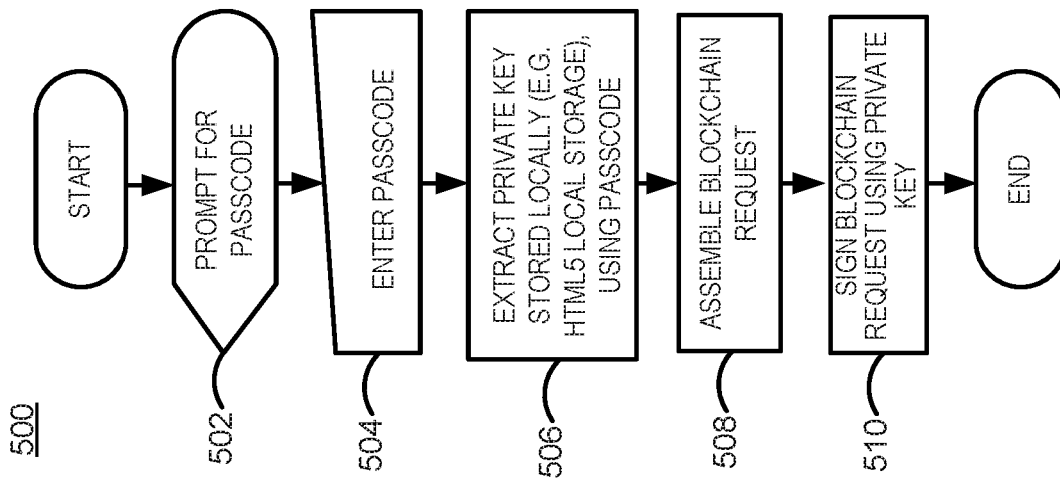 500
START
PROMPT FOR
PASSCODE
502
ENTER PASSCODE
504
EXTRACT PRIVATE KEY
STORED LOCALLY (E.G.
HTML5 LOCAL STORAGE),
USING PASSCODE
506
ASSEMBLE BLOCKCHAIN
REQUEST
508
SIGN BLOCKCHAIN
REQUEST USING PRIVATE
KEY
510
END